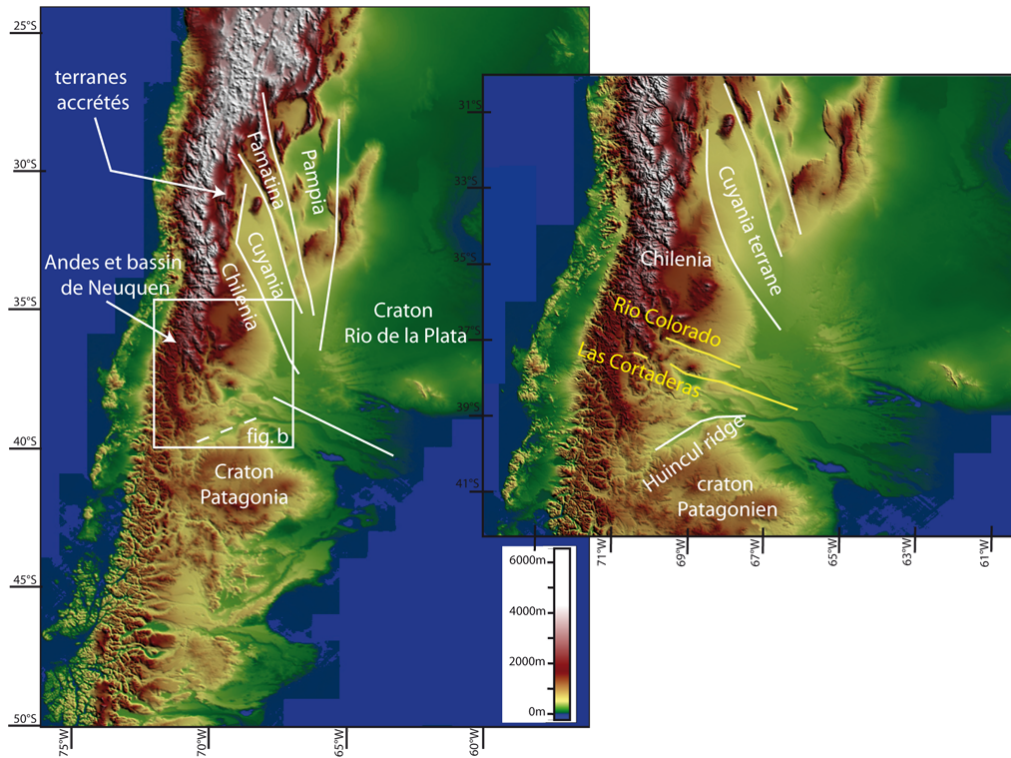 25°S
30°S
35°S
40°S
45°S
50°S
75°W
70°W
65°W
60°W
terranes
accrétés
Famatina
Pampia
Cuyania
Chilenia
Andes et bassin
de Neuquen
Craton
Rio de la Plata
fig. b
Craton
Patagonia
31°S
33°S
35°S
37°S
39°S
41°S
71°W
69°W
67°W
65°W
63°W
61°W
Cuyania terrane
Chilenia
Rio Colorado
Las Cortaderas
Huincul ridge
craton
Patagonien
6000m
4000m
2000m
0m